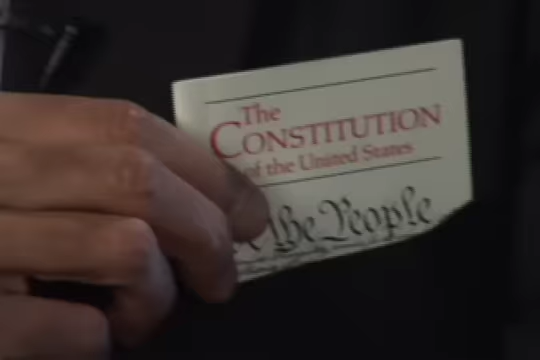 The
CONSTITUTION
of the United States
We the People